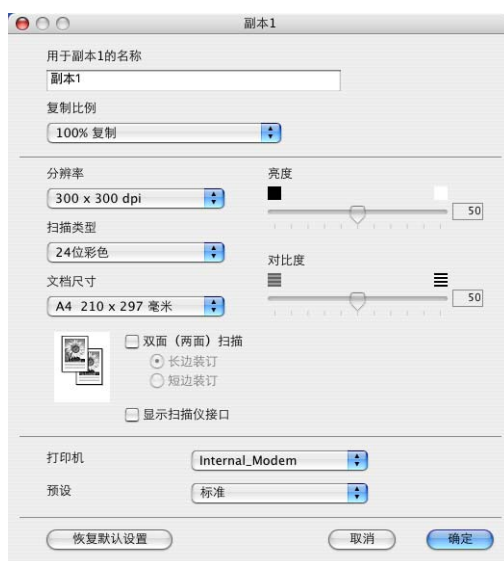 副本1
用于副本1的名称
副本1
复制比例
100% 复制
分辨率
300 x 300 dpi
扫描类型
24位彩色
文档尺寸
A4 210 x 297 毫米
亮度
50
对比度
50
双面（两面）扫描
长边装订
短边装订
显示扫描仪接口
打印机
Internal_Modem
预设
标准
恢复默认设置
取消
确定